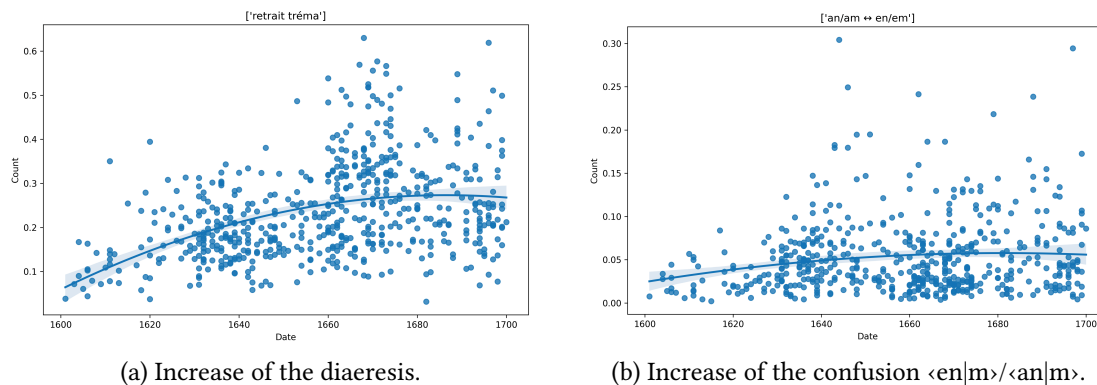 ['retrait tréma']
0.6
0.5
0.4
0.3
0.2
0.1
Count
1600 1620 1640 1660 1680 1700
Date
(a) Increase of the diaeresis.
['an/am ↔ en/em']
0.30
0.25
0.20
0.15
0.10
0.05
0.00
Count
1600 1620 1640 1660 1680 1700
Date
(b) Increase of the confusion ‹en|m›/‹an|m›.